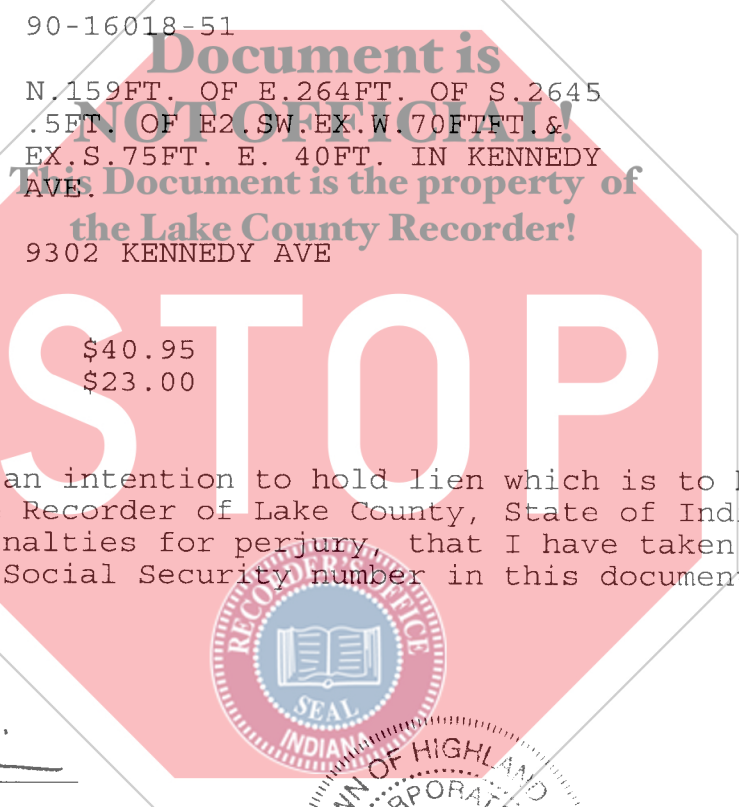 90-16018-51
Document is
N.159FT. OF E.264FT. OF S.2645
NOT OFFICIAL!
.5FT. OF E2.SW.EX.W.70FTFT.&
EX.S.75FT. E. 40FT. IN KENNEDY
This Document is the property of
AVE.
the Lake County Recorder!
9302 KENNEDY AVE
STOP
$40.95
$23.00
an intention to hold lien which is to
Recorder of Lake County, State of Ind
nalties for perjury, that I have taken
Social Security number in this documen
RECORDER'S OFFICE
SEAL
INDIANA
OF HIGHLAND